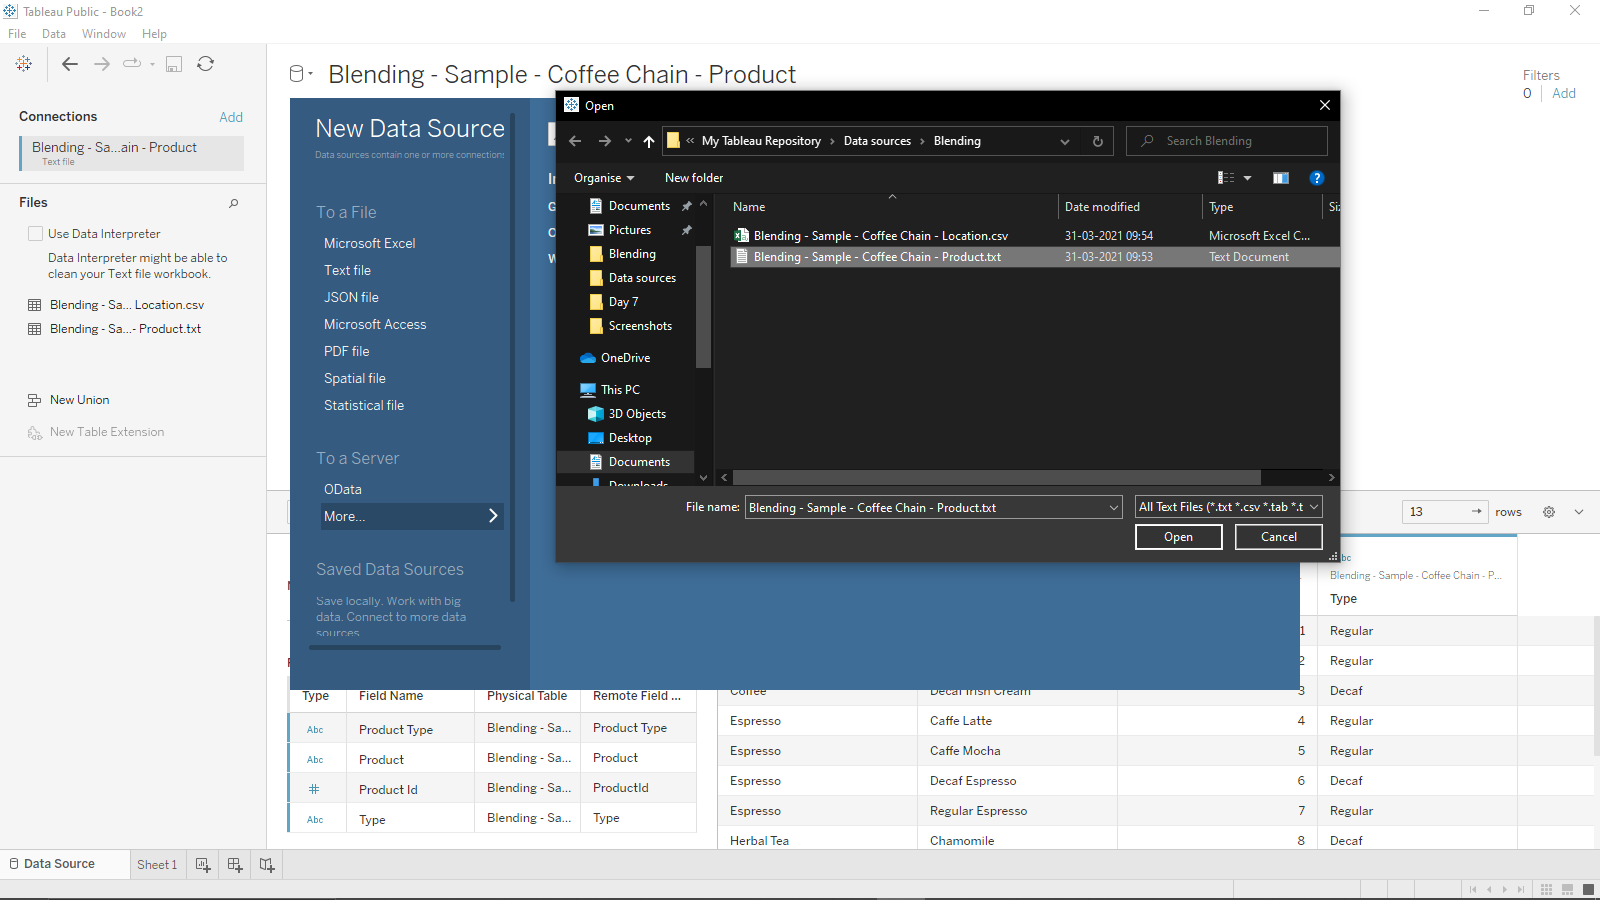 Tableau Public - Book2
File Data Window Help
Blending - Sample - Coffee Chain - Product
Filters
0 Add
Connections Add
Blending - Sa...ain - Product
Text file
Files
Use Data Interpreter
Data Interpreter might be able to
clean your Text file workbook.
Blending - Sa... Location.csv
Blending - Sa...- Product.txt
New Union
New Table Extension
New Data Source
Data sources contain one or more connections
To a File
Microsoft Excel
Text file
JSON file
Microsoft Access
PDF file
Spatial file
Statistical file
To a Server
OData
More...
Saved Data Sources
Save locally. Work with big
data. Connect to more data
sources
Open
« My Tableau Repository › Data sources › Blending
Search Blending
Organise New folder
?
Documents
Pictures
Blending
Data sources
Day 7
Screenshots
OneDrive
This PC
3D Objects
Desktop
Documents
Downloads
Name Date modified Type
Blending - Sample - Coffee Chain - Location.csv 31-03-2021 09:54 Microsoft Excel C...
Blending - Sample - Coffee Chain - Product.txt 31-03-2021 09:53 Text Document
File name: Blending - Sample - Coffee Chain - Product.txt All Text Files (*.txt *.csv *.tab *.t
Open Cancel
13 rows
Blending - Sample - Coffee Chain - P...
Type
1 Regular
2 Regular
Coffee Decaf Irish Cream 3 Decaf
Espresso Caffe Latte 4 Regular
Espresso Caffe Mocha 5 Regular
Espresso Decaf Espresso 6 Decaf
Espresso Regular Espresso 7 Regular
Herbal Tea Chamomile 8 Decaf
Type Field Name Physical Table Remote Field ...
Abc Product Type Blending - Sa... Product Type
Abc Product Blending - Sa... Product
# Product Id Blending - Sa... ProductId
Abc Type Blending - Sa... Type
Data Source Sheet 1